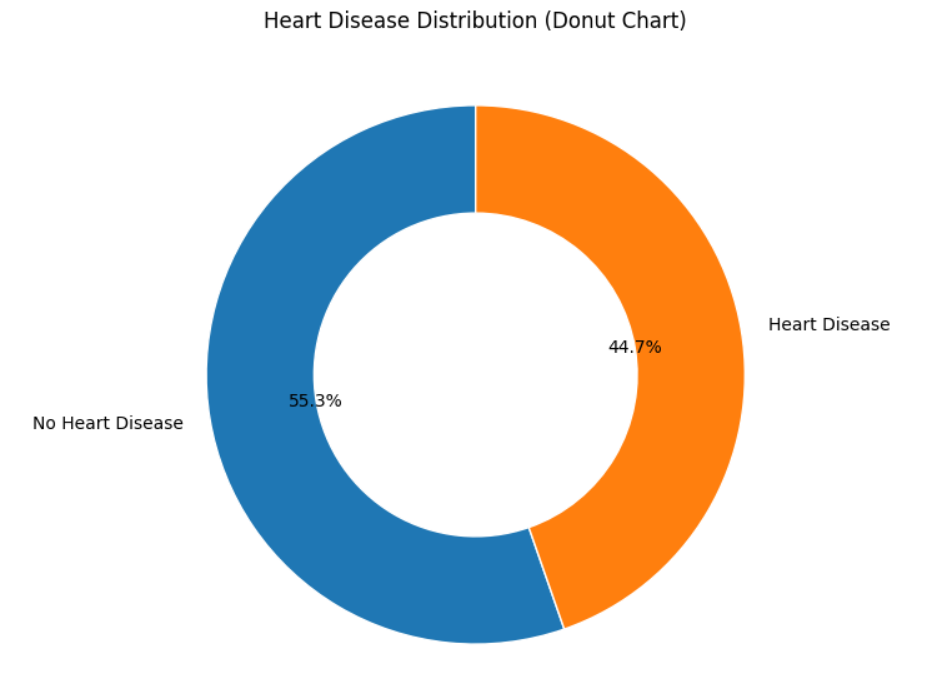 Heart Disease Distribution (Donut Chart)
Heart Disease
44.7%
55.3%
No Heart Disease